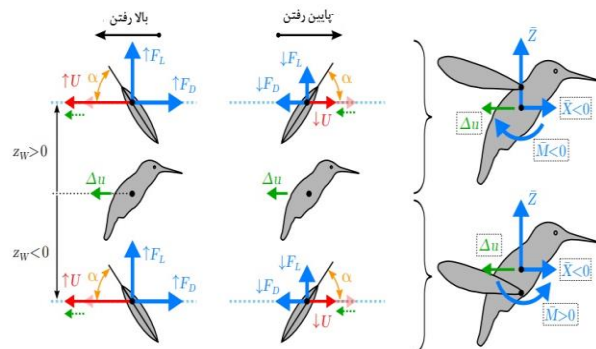 بالا رفتن
پایین رفتن
↑U
α
↑F_L
↑F_D
↓F_D
↓F_L
α
↓U
Z̄
Δu
X̄<0
M̄<0
z_W>0
Δu
Δu
z_W<0
↑U
α
↑F_L
↑F_D
↓F_D
↓F_L
α
↓U
Z̄
Δu
X̄<0
M̄>0